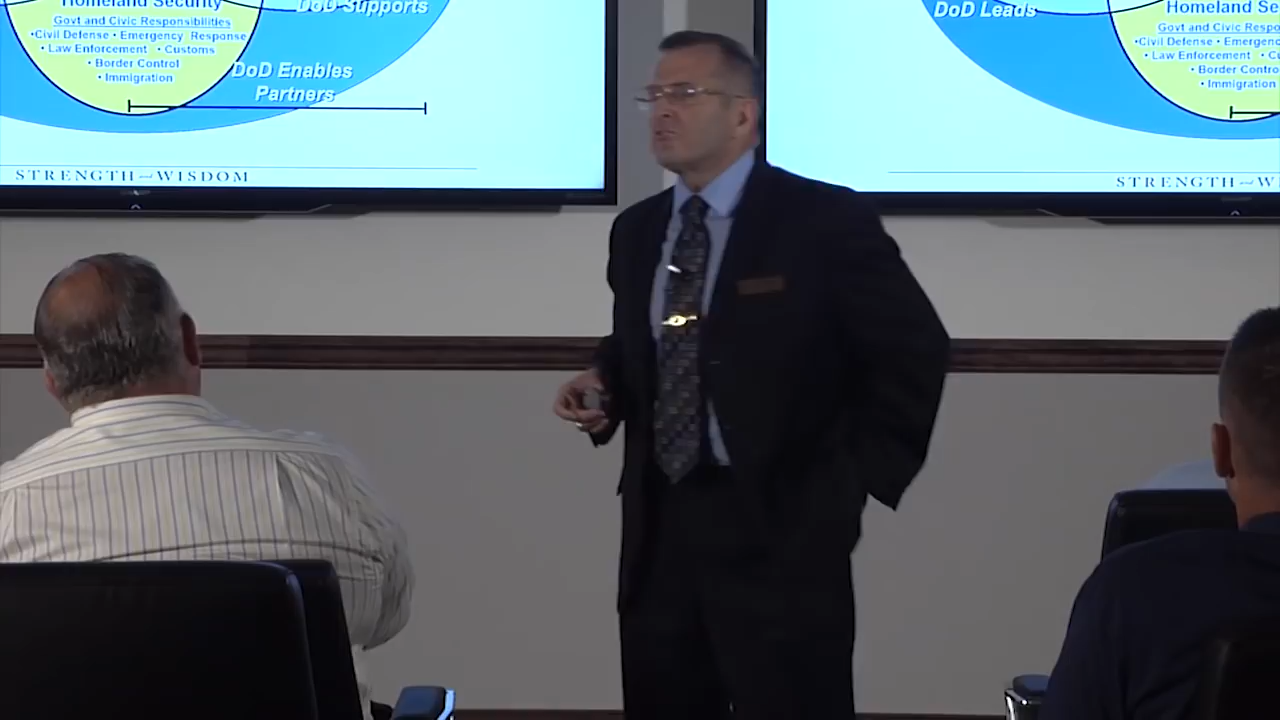 Homeland Security
DoD Supports
Govt and Civic Responsibilities
•Civil Defense • Emergency Response
• Law Enforcement • Customs
• Border Control
• Immigration
DoD Enables
Partners
STRENGTH and WISDOM
DoD Leads
Homeland Se
Govt and Civic Respo
•Civil Defense • Emergenc
• Law Enforcement • Cu
• Border Contro
• Immigration
STRENGTH and W